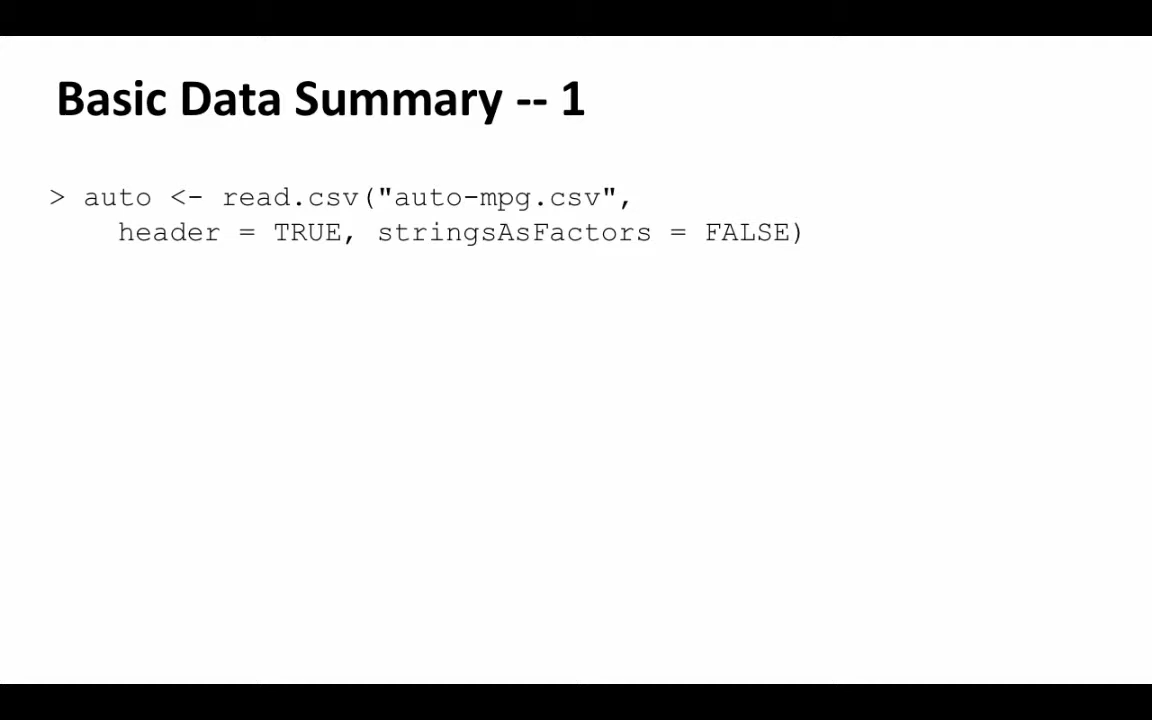 Basic Data Summary -- 1
> auto <- read.csv("auto-mpg.csv",
header = TRUE, stringsAsFactors = FALSE)